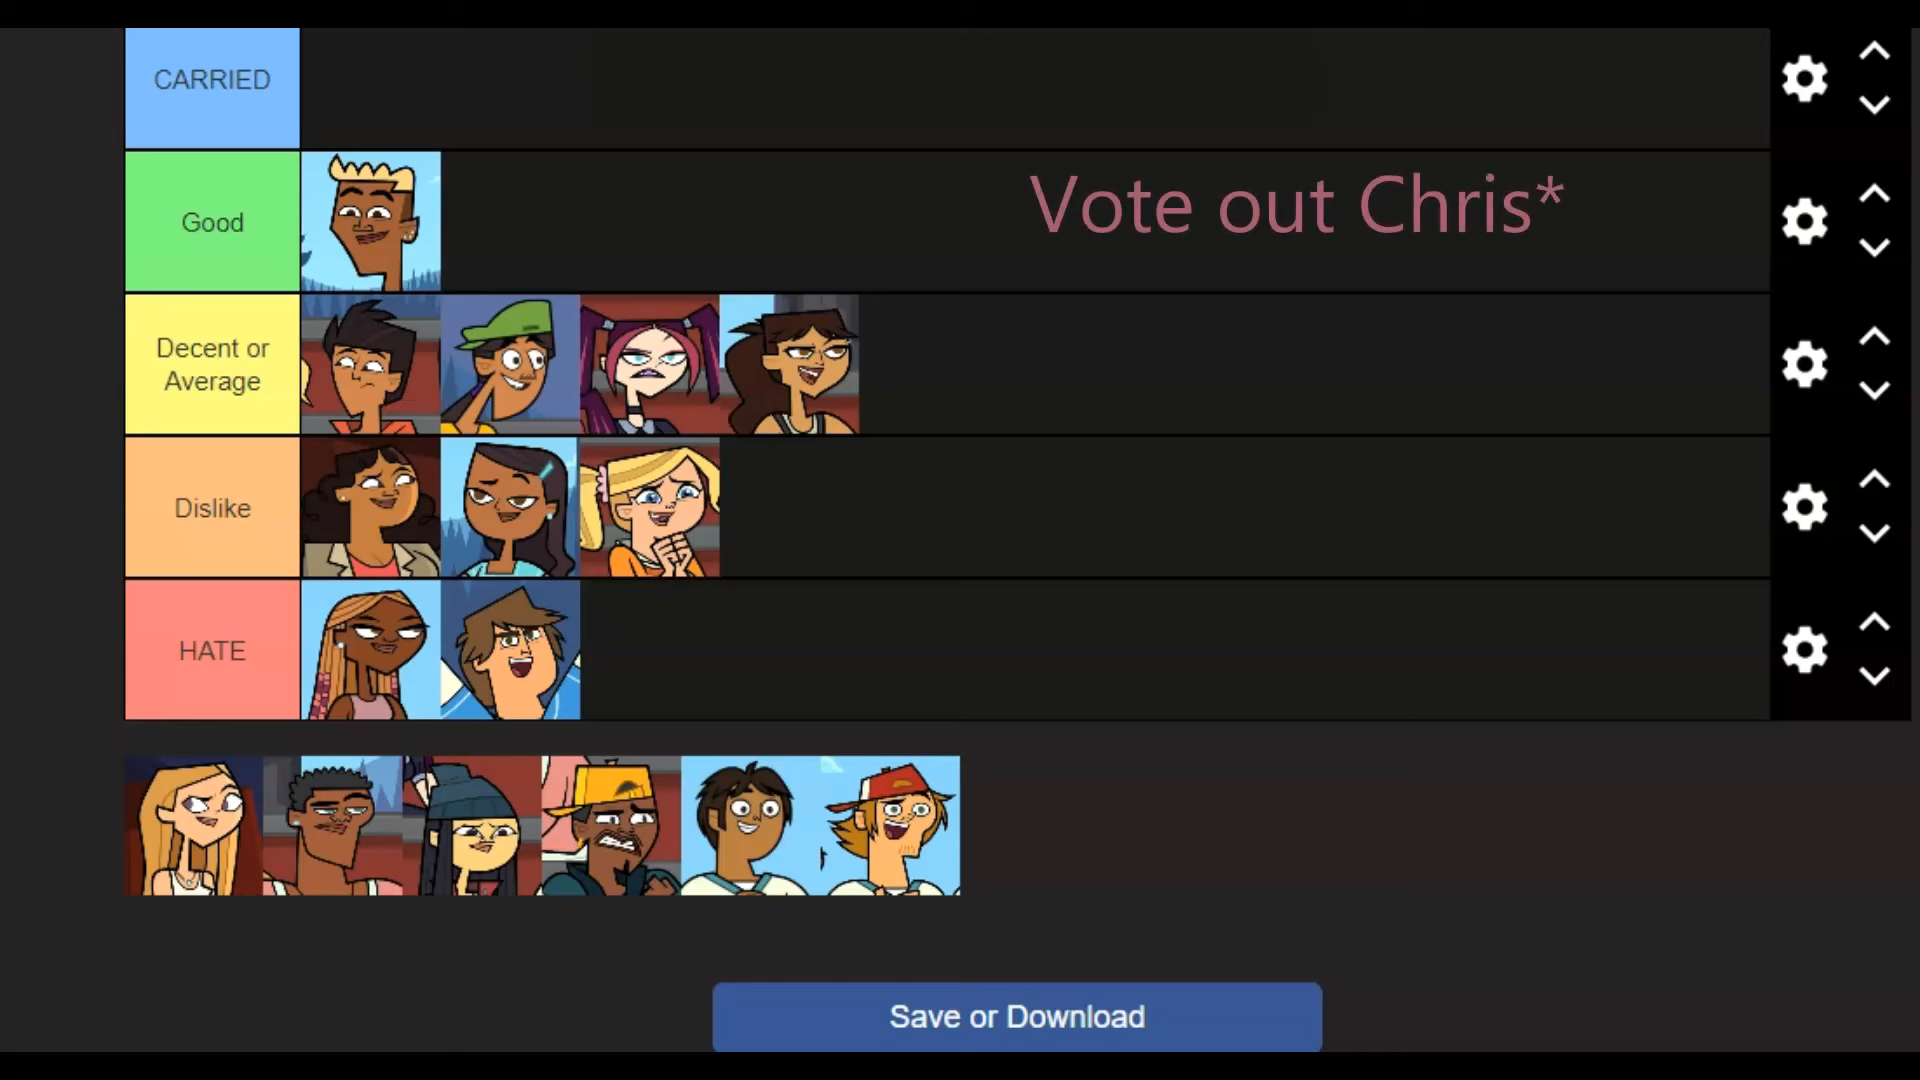 CARRIED
Good
Vote out Chris*
Decent or
Average
Dislike
HATE
Save or Download